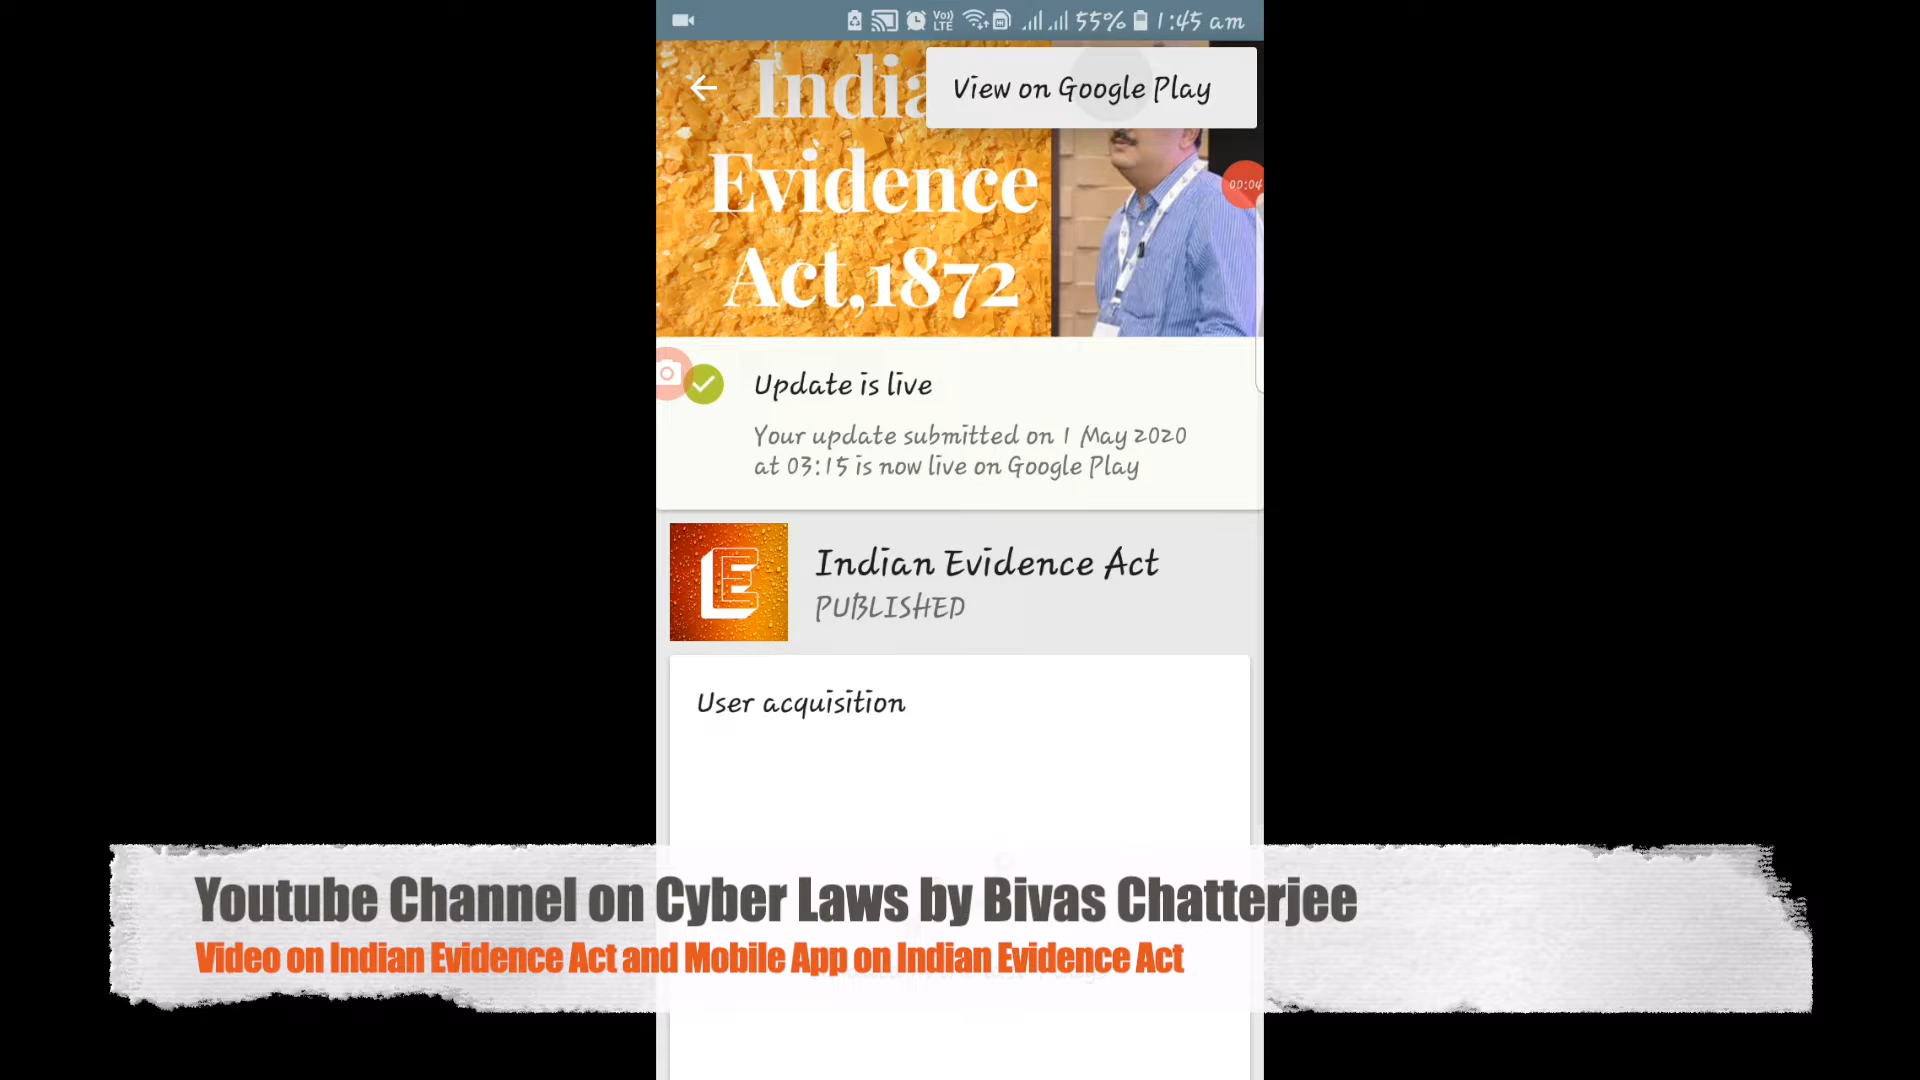 Vo)) LTE 55% 1:45 am
India
View on Google Play
Evidence
Act,1872
00:04
Update is live
Your update submitted on 1 May 2020
at 03:15 is now live on Google Play
E
Indian Evidence Act
PUBLISHED
User acquisition
Youtube Channel on Cyber Laws by Bivas Chatterjee
Video on Indian Evidence Act and Mobile App on Indian Evidence Act